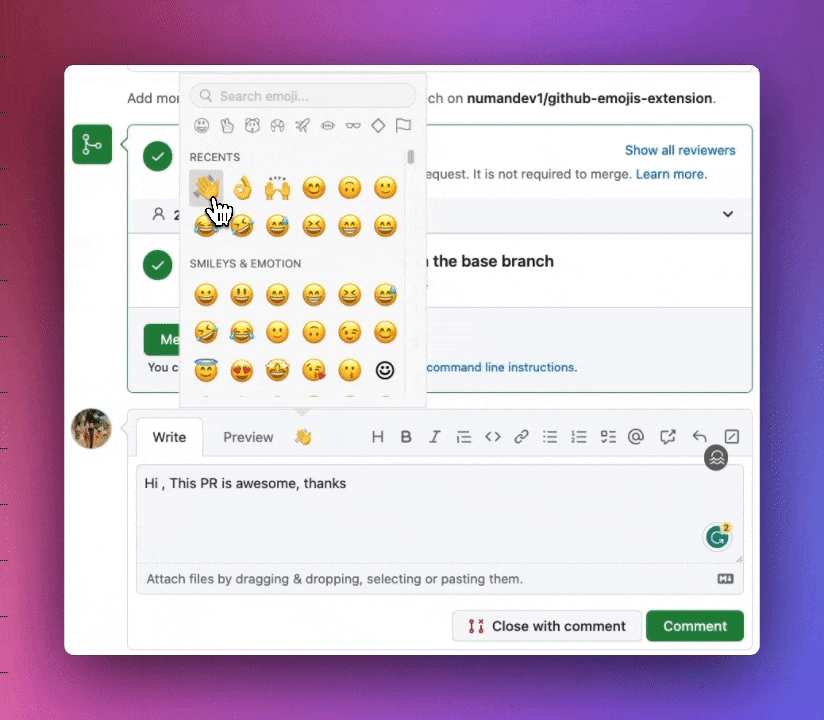 Add mor
ch on numandev1/github-emojis-extension.
Search emoji...
Show all reviewers
RECENTS
equest. It is not required to merge. Learn more.
2
SMILEYS & EMOTION
the base branch
Me
You c
command line instructions.
Write
Preview
Hi , This PR is awesome, thanks
2
Attach files by dragging & dropping, selecting or pasting them.
Close with comment
Comment